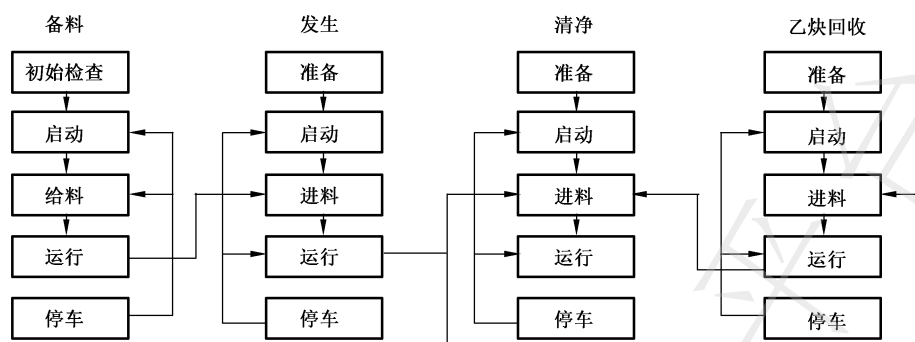 备料 发生 清净 乙炔回收
初始检查 准备 准备 准备
启动 启动 启动 启动
给料 进料 进料 进料
运行 运行 运行 运行
停车 停车 停车 停车